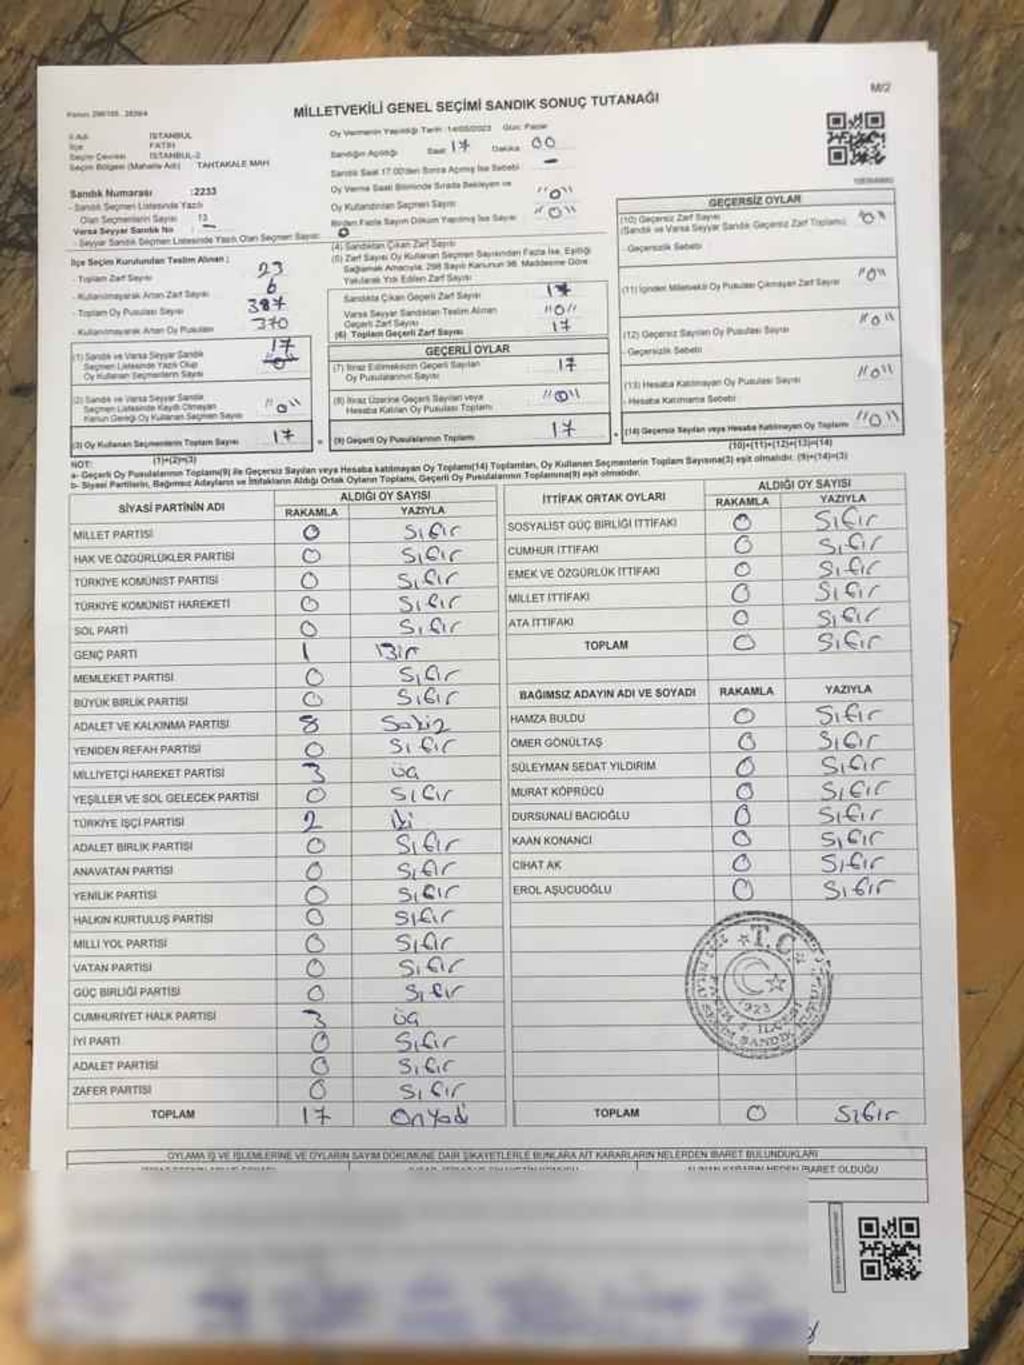 M/2
MİLLETVEKİLİ GENEL SEÇİMİ SANDIK SONUÇ TUTANAĞI
İl Adı İSTANBUL
İlçe FATİH
Seçim Çevresi İSTANBUL-2
Seçim Bölgesi (Mahalle Adı) TAHTAKALE MAH
Oy Vermenin Yapıldığı Tarih :14/05/2023 Gün: Pazar
Sandığın Açıldığı Saat 17 Dakika 00
Sandık Saat 17.00'den Sonra Açılmış İse Sebebi –
Oy Verme Saati Bitiminde Sırada Bekleyen ve
Oy Kullandırılan Seçmen Sayısı "0"
Birden Fazla Sayım Döküm Yapılmış İse Sayısı "0"
Sandık Numarası :2233
- Sandık Seçmen Listesinde Yazılı
Olan Seçmenlerin Sayısı 13
Varsa Seyyar Sandık No : –
- Seyyar Sandık Seçmen Listesinde Yazılı Olan Seçmen Sayısı: 0
İlçe Seçim Kurulundan Teslim Alınan ;
- Toplam Zarf Sayısı 23
- Kullanılmayarak Artan Zarf Sayısı 6
- Toplam Oy Pusulası Sayısı 387
- Kullanılmayarak Artan Oy Pusulası 370
(1) Sandık ve Varsa Seyyar Sandık
Seçmen Listesinde Yazılı Olup
Oy Kullanan Seçmenlerin Sayısı 17
(2) Sandık ve Varsa Seyyar Sandık
Seçmen Listesinde Kayıtlı Olmayan
Kanun Gereği Oy Kullanan Seçmen Sayısı "0"
(3) Oy Kullanan Seçmenlerin Toplam Sayısı 17
(1)+(2)=(3)
(4) Sandıktan Çıkan Zarf Sayısı
(5) Zarf Sayısı Oy Kullanan Seçmen Sayısından Fazla İse, Eşitliği
Sağlamak Amacıyla, 298 Sayılı Kanunun 98. Maddesine Göre
Yakılarak Yok Edilen Zarf Sayısı
Sandıkta Çıkan Geçerli Zarf Sayısı 17
Varsa Seyyar Sandıktan Teslim Alınan
Geçerli Zarf Sayısı "0"
(6) Toplam Geçerli Zarf Sayısı 17
GEÇERLİ OYLAR
(7) İtiraz Edilmeksizin Geçerli Sayılan
Oy Pusulalarının Sayısı 17
(8) İtiraz Üzerine Geçerli Sayılan veya
Hesaba Katılan Oy Pusulası Toplamı "0"
(9) Geçerli Oy Pusulalarının Toplamı 17
GEÇERSİZ OYLAR
(10) Geçersiz Zarf Sayısı
(Sandık ve Varsa Seyyar Sandık Geçersiz Zarf Toplamı) "0"
- Geçersizlik Sebebi
(11) İçinden Milletvekili Oy Pusulası Çıkmayan Zarf Sayısı "0"
(12) Geçersiz Sayılan Oy Pusulası Sayısı "0"
- Geçersizlik Sebebi
(13) Hesaba Katılmayan Oy Pusulası Sayısı "0"
- Hesaba Katılmama Sebebi
(14) Geçersiz Sayılan veya Hesaba Katılmayan Oy Toplamı "0"
(10)+(11)+(12)+(13)=(14)
NOT:
a- Geçerli Oy Pusulalarının Toplamı(9) ile Geçersiz Sayılan veya Hesaba katılmayan Oy Toplamı(14) Toplamları, Oy Kullanan Seçmenlerin Toplam Sayısına(3) eşit olmalıdır. (9)+(14)=(3)
b- Siyasi Partilerin, Bağımsız Adayların ve İttifakların Aldığı Ortak Oyların Toplamı, Geçerli Oy Pusulalarının Toplamına(9) eşit olmalıdır.
SİYASİ PARTİNİN ADI ALDIĞI OY SAYISI
RAKAMLA YAZIYLA
MİLLET PARTİSİ 0 Sıfır
HAK VE ÖZGÜRLÜKLER PARTİSİ 0 Sıfır
TÜRKİYE KOMÜNİST PARTİSİ 0 Sıfır
TÜRKİYE KOMÜNİST HAREKETİ 0 Sıfır
SOL PARTİ 0 Sıfır
GENÇ PARTİ 1 Bir
MEMLEKET PARTİSİ 0 Sıfır
BÜYÜK BİRLİK PARTİSİ 0 Sıfır
ADALET VE KALKINMA PARTİSİ 8 Sekiz
YENİDEN REFAH PARTİSİ 0 Sıfır
MİLLİYETÇİ HAREKET PARTİSİ 3 üç
YEŞİLLER VE SOL GELECEK PARTİSİ 0 Sıfır
TÜRKİYE İŞÇİ PARTİSİ 2 iki
ADALET BİRLİK PARTİSİ 0 Sıfır
ANAVATAN PARTİSİ 0 Sıfır
YENİLİK PARTİSİ 0 Sıfır
HALKIN KURTULUŞ PARTİSİ 0 Sıfır
MİLLİ YOL PARTİSİ 0 Sıfır
VATAN PARTİSİ 0 Sıfır
GÜÇ BİRLİĞİ PARTİSİ 0 Sıfır
CUMHURİYET HALK PARTİSİ 3 üç
İYİ PARTİ 0 Sıfır
ADALET PARTİSİ 0 Sıfır
ZAFER PARTİSİ 0 Sıfır
TOPLAM 17 Onyedi
İTTİFAK ORTAK OYLARI ALDIĞI OY SAYISI
RAKAMLA YAZIYLA
SOSYALİST GÜÇ BİRLİĞİ İTTİFAKI 0 Sıfır
CUMHUR İTTİFAKI 0 Sıfır
EMEK VE ÖZGÜRLÜK İTTİFAKI 0 Sıfır
MİLLET İTTİFAKI 0 Sıfır
ATA İTTİFAKI 0 Sıfır
TOPLAM 0 Sıfır
BAĞIMSIZ ADAYIN ADI VE SOYADI RAKAMLA YAZIYLA
HAMZA BULDU 0 Sıfır
ÖMER GÖNÜLTAŞ 0 Sıfır
SÜLEYMAN SEDAT YILDIRIM 0 Sıfır
MURAT KÖPRÜCÜ 0 Sıfır
DURSUNALİ BACIOĞLU 0 Sıfır
KAAN KONANCI 0 Sıfır
CİHAT AK 0 Sıfır
EROL AŞUCUOĞLU 0 Sıfır
T.C.
1923
TOPLAM 0 Sıfır
OYLAMA İŞ VE İŞLEMLERİNE VE OYLARIN SAYIM DÖKÜMÜNE DAİR ŞİKAYETLERLE BUNLARA AİT KARARLARIN NELERDEN İBARET BULUNDUKLARI
ALINAN KARARIN NEDEN İBARET OLDUĞU